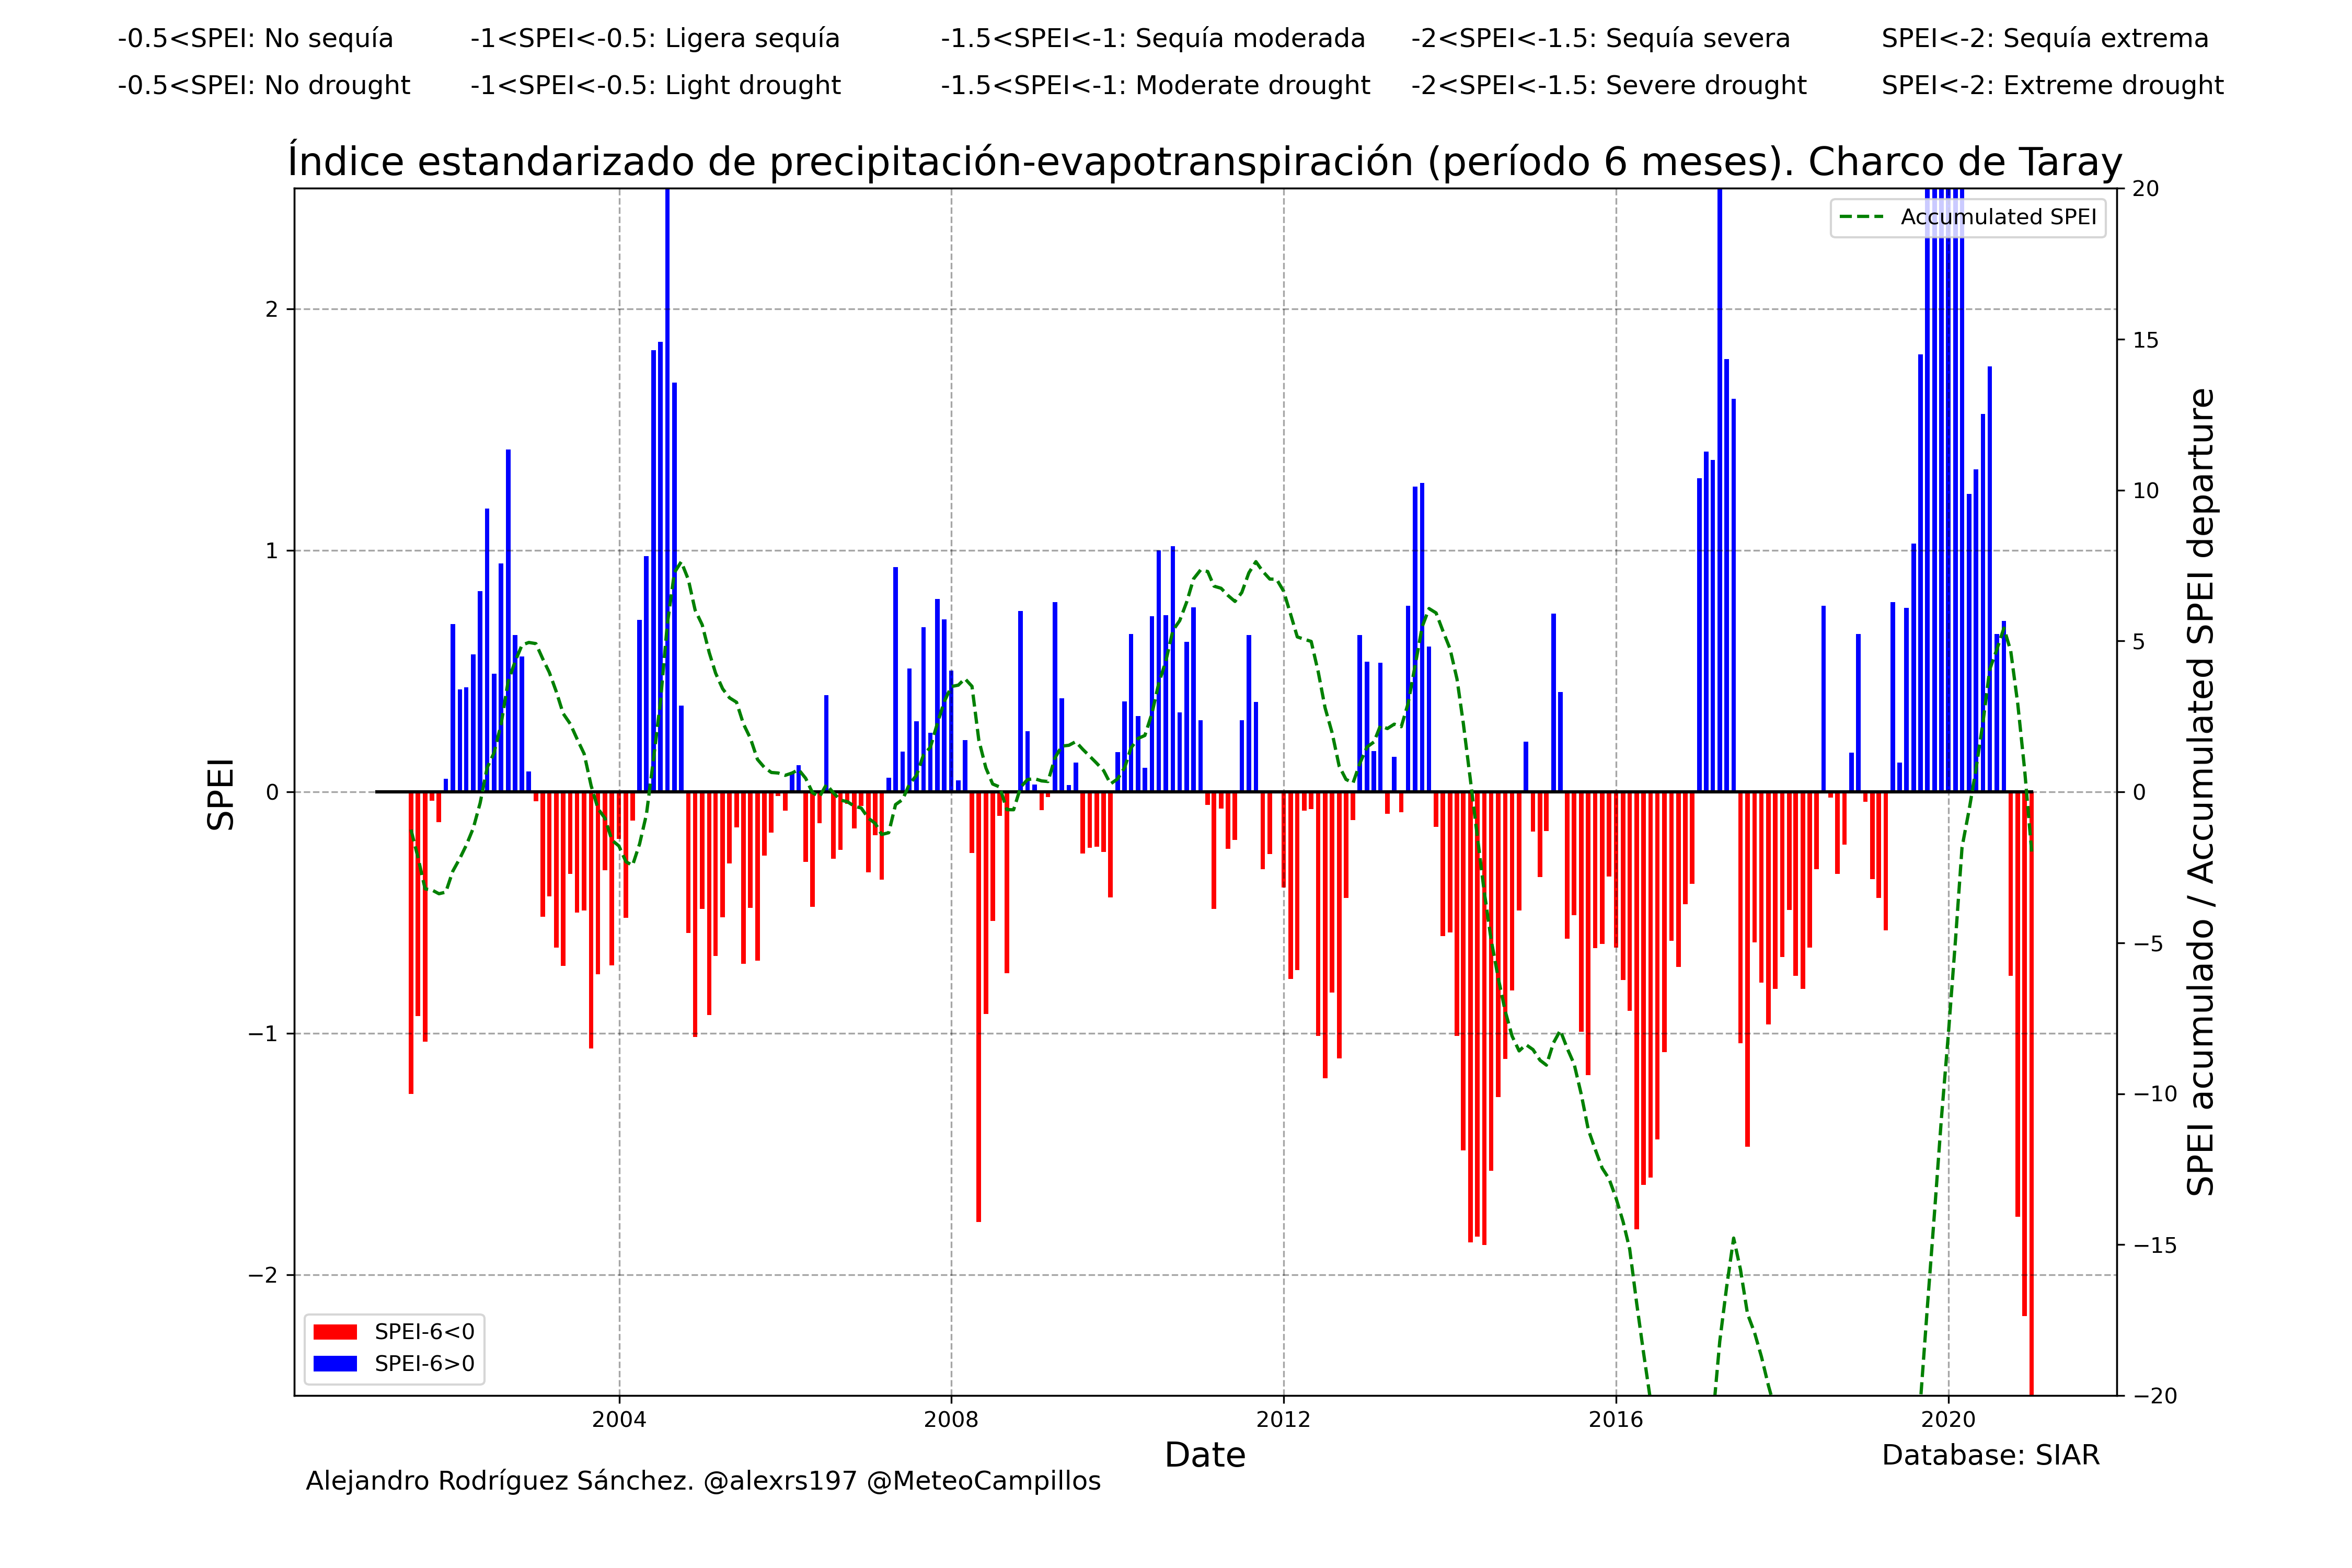 -0.5<SPEI: No sequía -1<SPEI<-0.5: Ligera sequía -1.5<SPEI<-1: Sequía moderada -2<SPEI<-1.5: Sequía severa SPEI<-2: Sequía extrema
-0.5<SPEI: No drought -1<SPEI<-0.5: Light drought -1.5<SPEI<-1: Moderate drought -2<SPEI<-1.5: Severe drought SPEI<-2: Extreme drought
Índice estandarizado de precipitación-evapotranspiración (período 6 meses). Charco de Taray
Accumulated SPEI
SPEI
2
1
0
−1
−2
20
15
10
5
0
−5
−10
−15
−20
SPEI acumulado / Accumulated SPEI departure
SPEI-6<0
SPEI-6>0
2004 2008 2012 2016 2020
Date
Database: SIAR
Alejandro Rodríguez Sánchez. @alexrs197 @MeteoCampillos